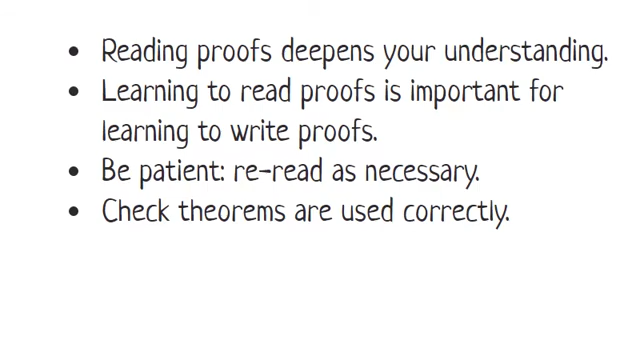 • Reading proofs deepens your understanding.
• Learning to read proofs is important for
learning to write proofs.
• Be patient: re-read as necessary.
• Check theorems are used correctly.